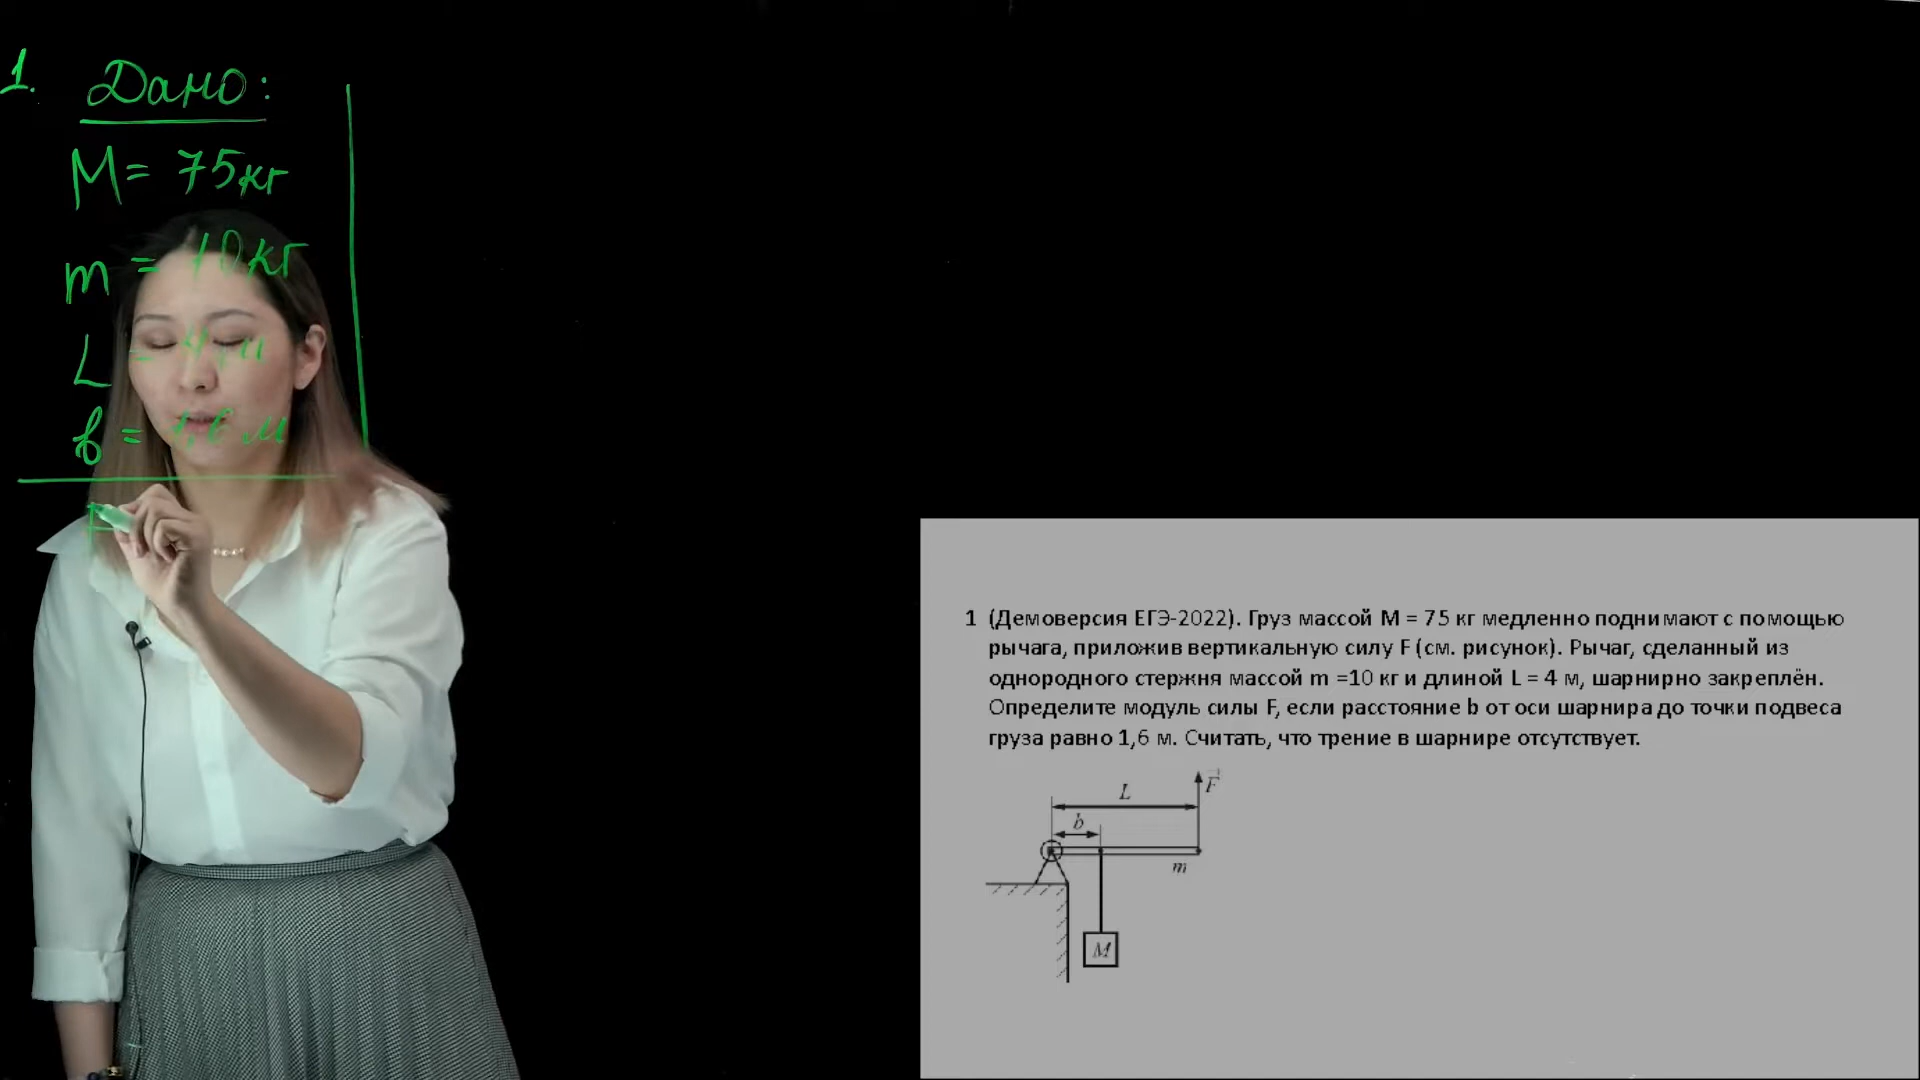 1. Дано:
M = 75кг
m = 10кг
L = 4м
b = 1,6 м
F
1 (Демоверсия ЕГЭ-2022). Груз массой M = 75 кг медленно поднимают с помощью
рычага, приложив вертикальную силу F (см. рисунок). Рычаг, сделанный из
однородного стержня массой m =10 кг и длиной L = 4 м, шарнирно закреплён.
Определите модуль силы F, если расстояние b от оси шарнира до точки подвеса
груза равно 1,6 м. Считать, что трение в шарнире отсутствует.
F
L
b
m
M